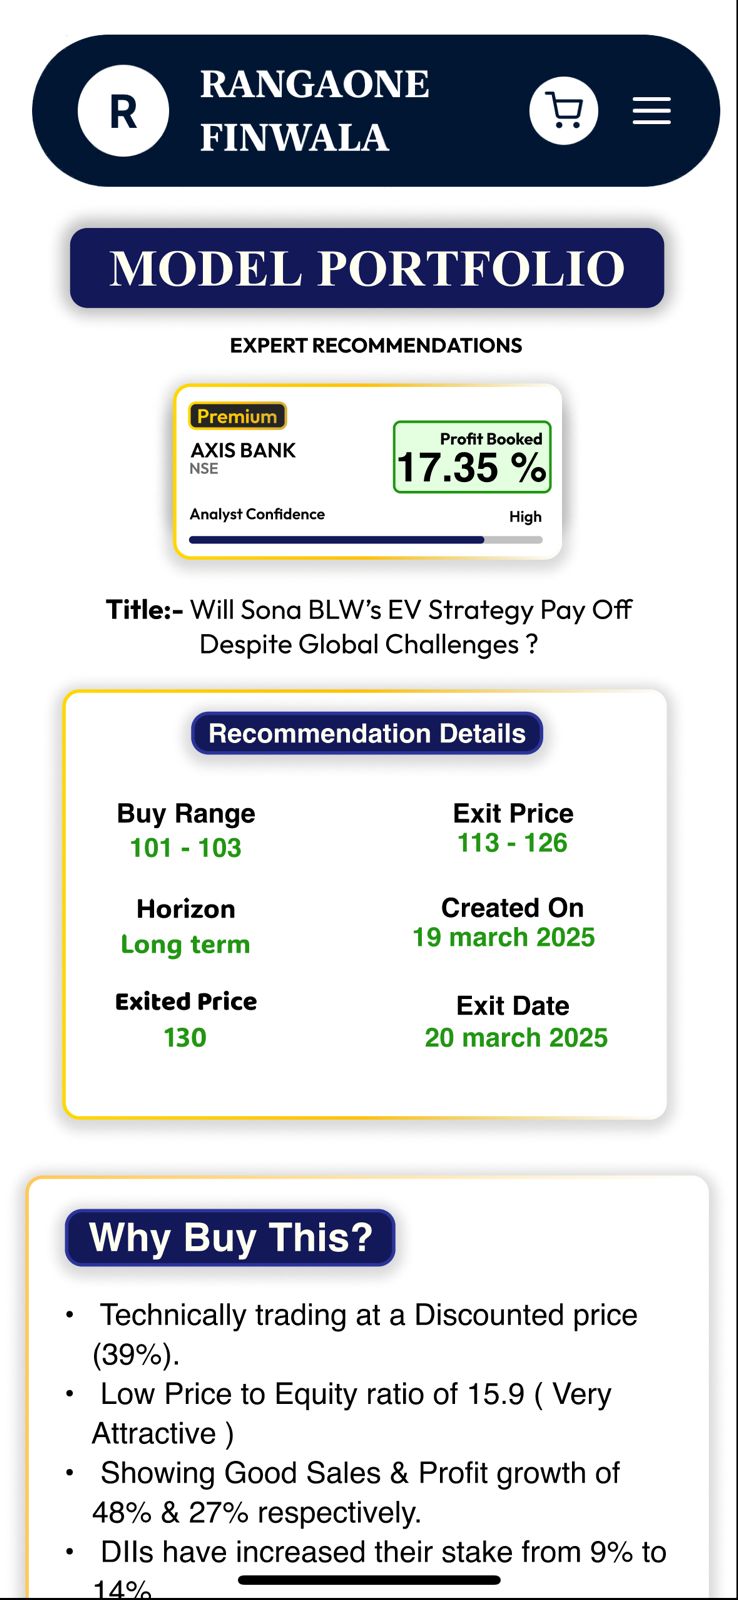 R
RANGAONE
FINWALA
MODEL PORTFOLIO
EXPERT RECOMMENDATIONS
Premium
AXIS BANK
NSE
Profit Booked
17.35 %
Analyst Confidence
High
Title:- Will Sona BLW’s EV Strategy Pay Off
Despite Global Challenges ?
Recommendation Details
Buy Range
101 - 103
Exit Price
113 - 126
Horizon
Long term
Created On
19 march 2025
Exited Price
130
Exit Date
20 march 2025
Why Buy This?
• Technically trading at a Discounted price
(39%).
• Low Price to Equity ratio of 15.9 ( Very
Attractive )
• Showing Good Sales & Profit growth of
48% & 27% respectively.
• DIIs have increased their stake from 9% to
14%